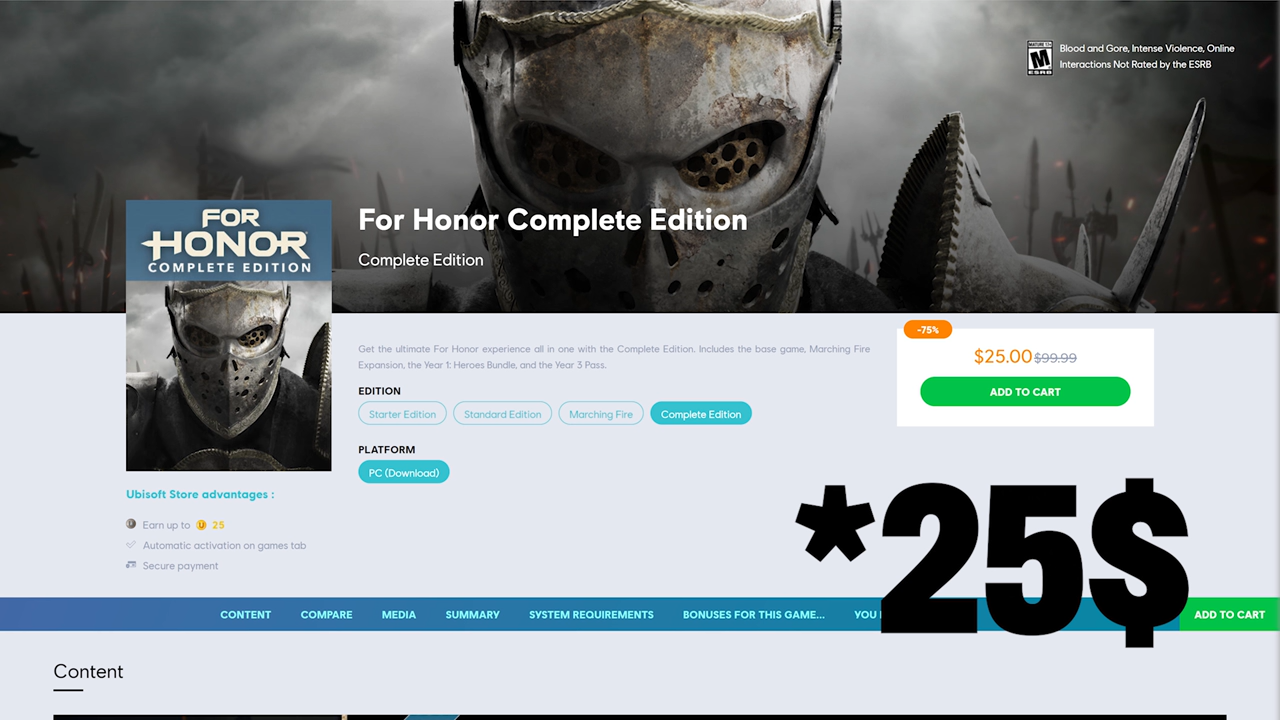 MATURE 17+
M
ESRB
Blood and Gore, Intense Violence, Online
Interactions Not Rated by the ESRB
FOR
HONOR
COMPLETE EDITION
For Honor Complete Edition
Complete Edition
Get the ultimate For Honor experience all in one with the Complete Edition. Includes the base game, Marching Fire
Expansion, the Year 1: Heroes Bundle, and the Year 3 Pass.
EDITION
Starter Edition
Standard Edition
Marching Fire
Complete Edition
PLATFORM
PC (Download)
-75%
$25.00 $99.99
ADD TO CART
Ubisoft Store advantages :
Earn up to U 25
Automatic activation on games tab
Secure payment
*25$
CONTENT COMPARE MEDIA SUMMARY SYSTEM REQUIREMENTS BONUSES FOR THIS GAME... YOU ADD TO CART
Content